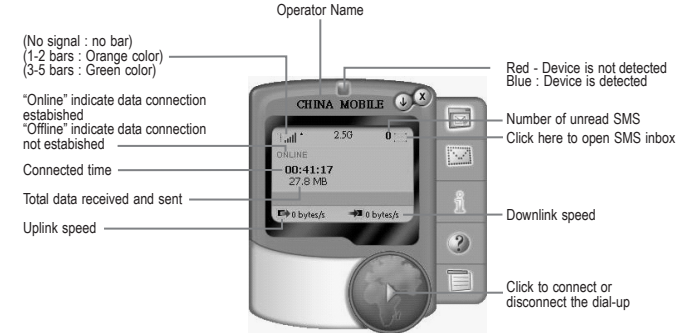 Operator Name
(No signal : no bar)
(1-2 bars : Orange color)
(3-5 bars : Green color)
Red - Device is not detected
Blue : Device is detected
“Online” indicate data connection
estabished
“Offline” indicate data connection
not estabished
Number of unread SMS
Click here to open SMS inbox
Connected time
Total data received and sent
Uplink speed
Downlink speed
Click to connect or
disconnect the dial-up
CHINA MOBILE
2.5G
0
ONLINE
00:41:17
27.8 MB
0 bytes/s
0 bytes/s